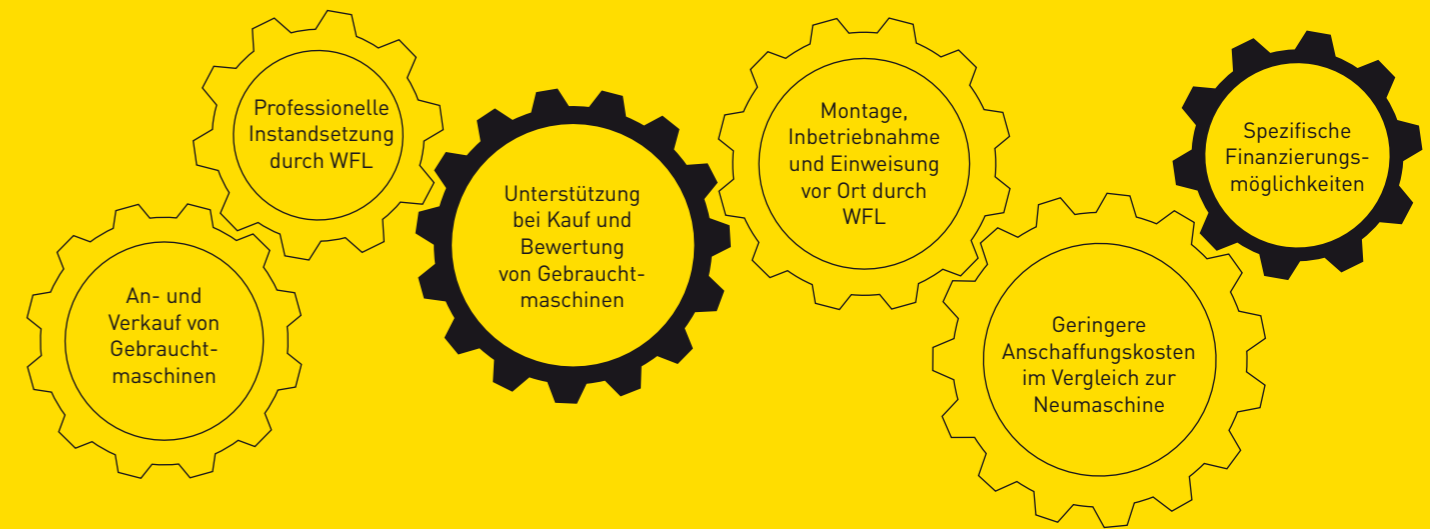 Professionelle
Instandsetzung
durch WFL
An- und
Verkauf von
Gebraucht-
maschinen
Unterstützung
bei Kauf und
Bewertung
von Gebraucht-
maschinen
Montage,
Inbetriebnahme
und Einweisung
vor Ort durch
WFL
Geringere
Anschaffungskosten
im Vergleich zur
Neumaschine
Spezifische
Finanzierungs-
möglichkeiten